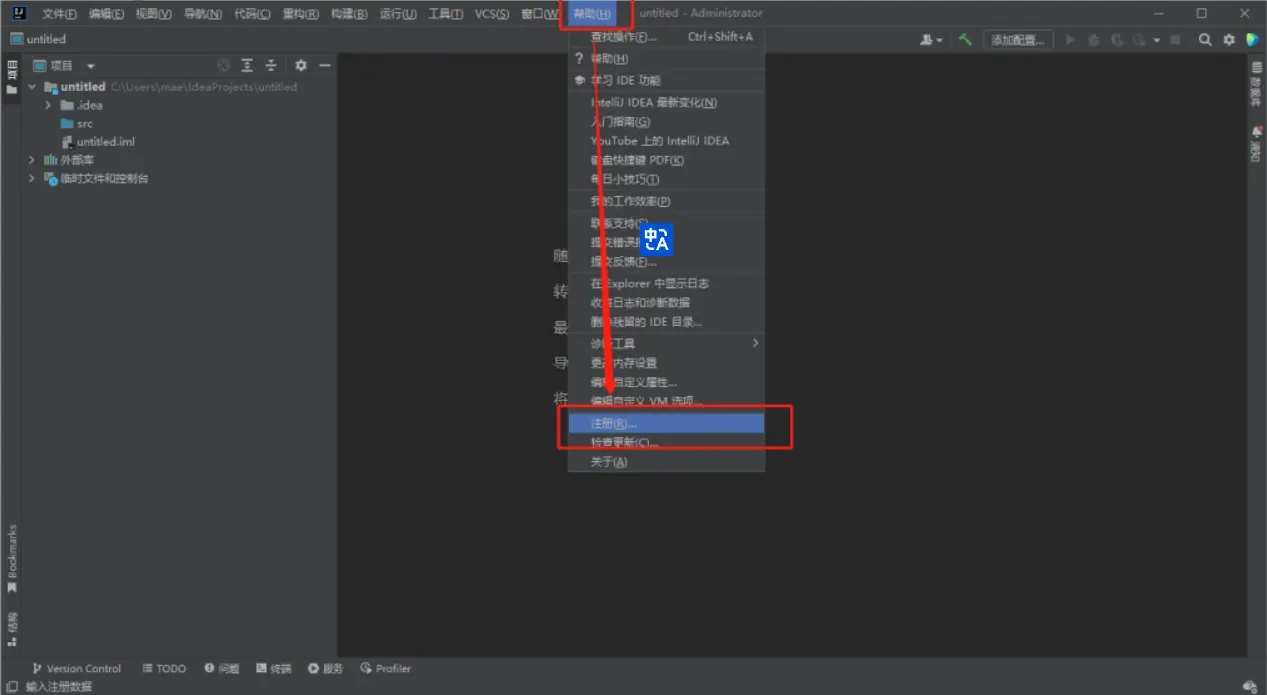 文件(F) 编辑(E) 视图(V) 导航(N) 代码(C) 重构(R) 构建(B) 运行(U) 工具(T) VCS(S) 窗口(W 帮助(H) untitled - Administrator
untitled
添加配置...
项目
untitled C:\Users\mae\IdeaProjects\untitled
.idea
src
untitled.iml
外部库
临时文件和控制台
查找操作(F)... Ctrl+Shift+A
帮助(H)
学习 IDE 功能
IntelliJ IDEA 最新变化(N)
入门指南(G)
YouTube 上的 IntelliJ IDEA
键盘快捷键 PDF(K)
每日小技巧(T)
我的工作效率(P)
联系支持(S)
提交错误
提交反馈(F)...
在 Explorer 中显示日志
收集日志和诊断数据
删除残留的 IDE 目录...
诊断工具
更改内存设置
编辑自定义属性...
编辑自定义 VM 选项...
注册(R)...
检查更新(C)...
关于(A)
随
转
最
导
将
项目
Bookmarks
结构
数据库
通知
Version Control TODO 问题 终端 服务 Profiler
输入注册数据